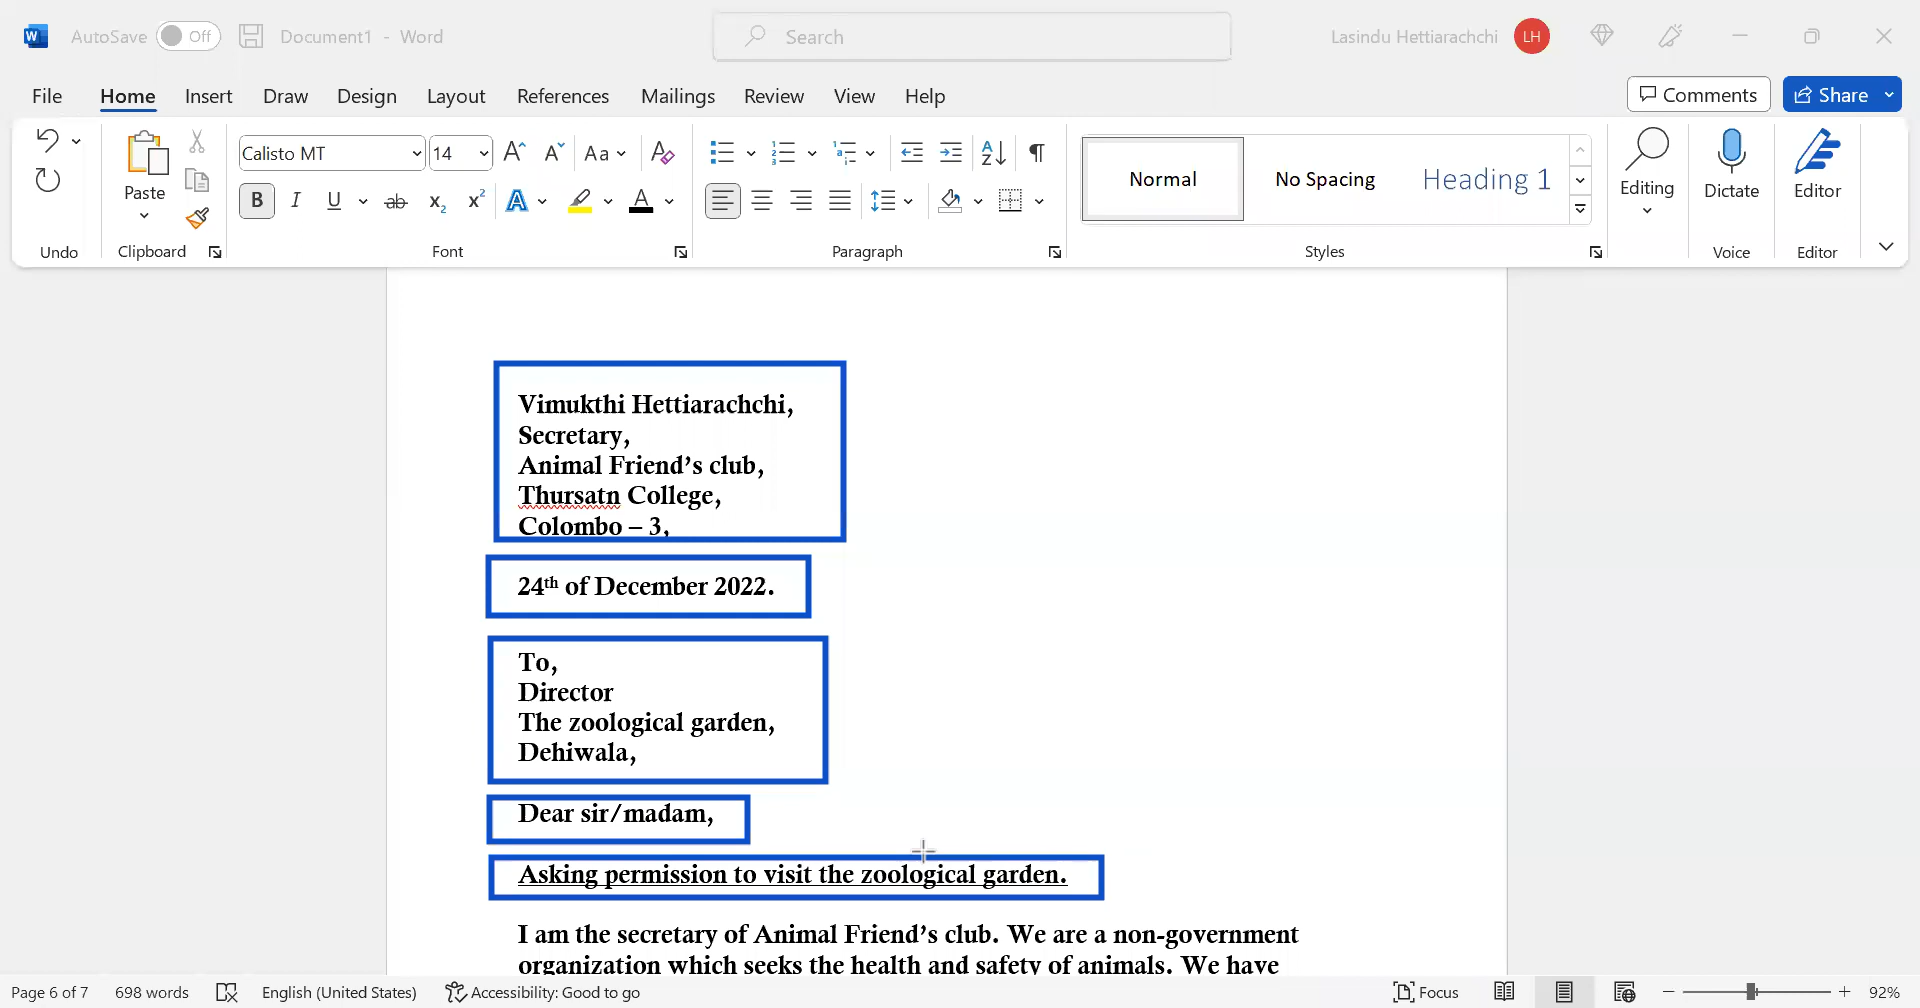 AutoSave Off Document1 - Word Search Lasindu Hettiarachchi LH
File Home Insert Draw Design Layout References Mailings Review View Help Comments Share
Calisto MT 14 Aa
Paste B I U ab x2 x2 A A Normal No Spacing Heading 1 Editing Dictate Editor
Undo Clipboard Font Paragraph Styles Voice Editor
Vimukthi Hettiarachchi,
Secretary,
Animal Friend's club,
Thursatn College,
Colombo – 3,
24th of December 2022.
To,
Director
The zoological garden,
Dehiwala,
Dear sir/madam,
Asking permission to visit the zoological garden.
I am the secretary of Animal Friend's club. We are a non-government
organization which seeks the health and safety of animals. We have
Page 6 of 7 698 words English (United States) Accessibility: Good to go Focus 92%